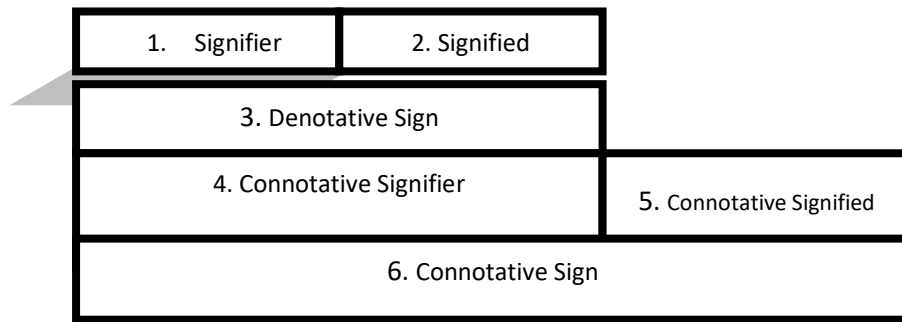 1. Signifier
2. Signified
3. Denotative Sign
4. Connotative Signifier
5. Connotative Signified
6. Connotative Sign